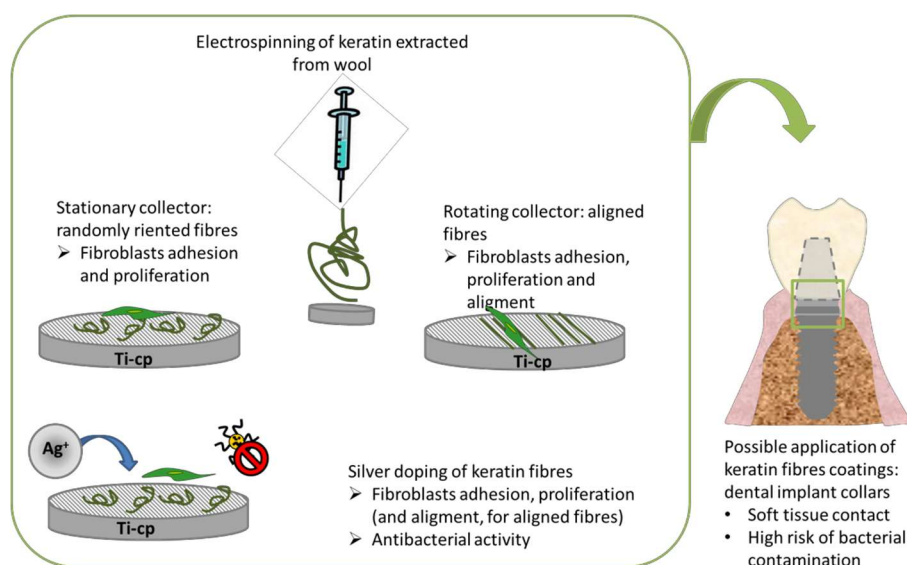 Electrospinning of keratin extracted
from wool
Stationary collector:
randomly riented fibres
➢ Fibroblasts adhesion
and proliferation
Ti-cp
Rotating collector: aligned
fibres
➢ Fibroblasts adhesion,
proliferation and
aligment
Ti-cp
Ag⁺
Ti-cp
Silver doping of keratin fibres
➢ Fibroblasts adhesion, proliferation
(and aligment, for aligned fibres)
➢ Antibacterial activity
Possible application of
keratin fibres coatings:
dental implant collars
• Soft tissue contact
• High risk of bacterial
contamination